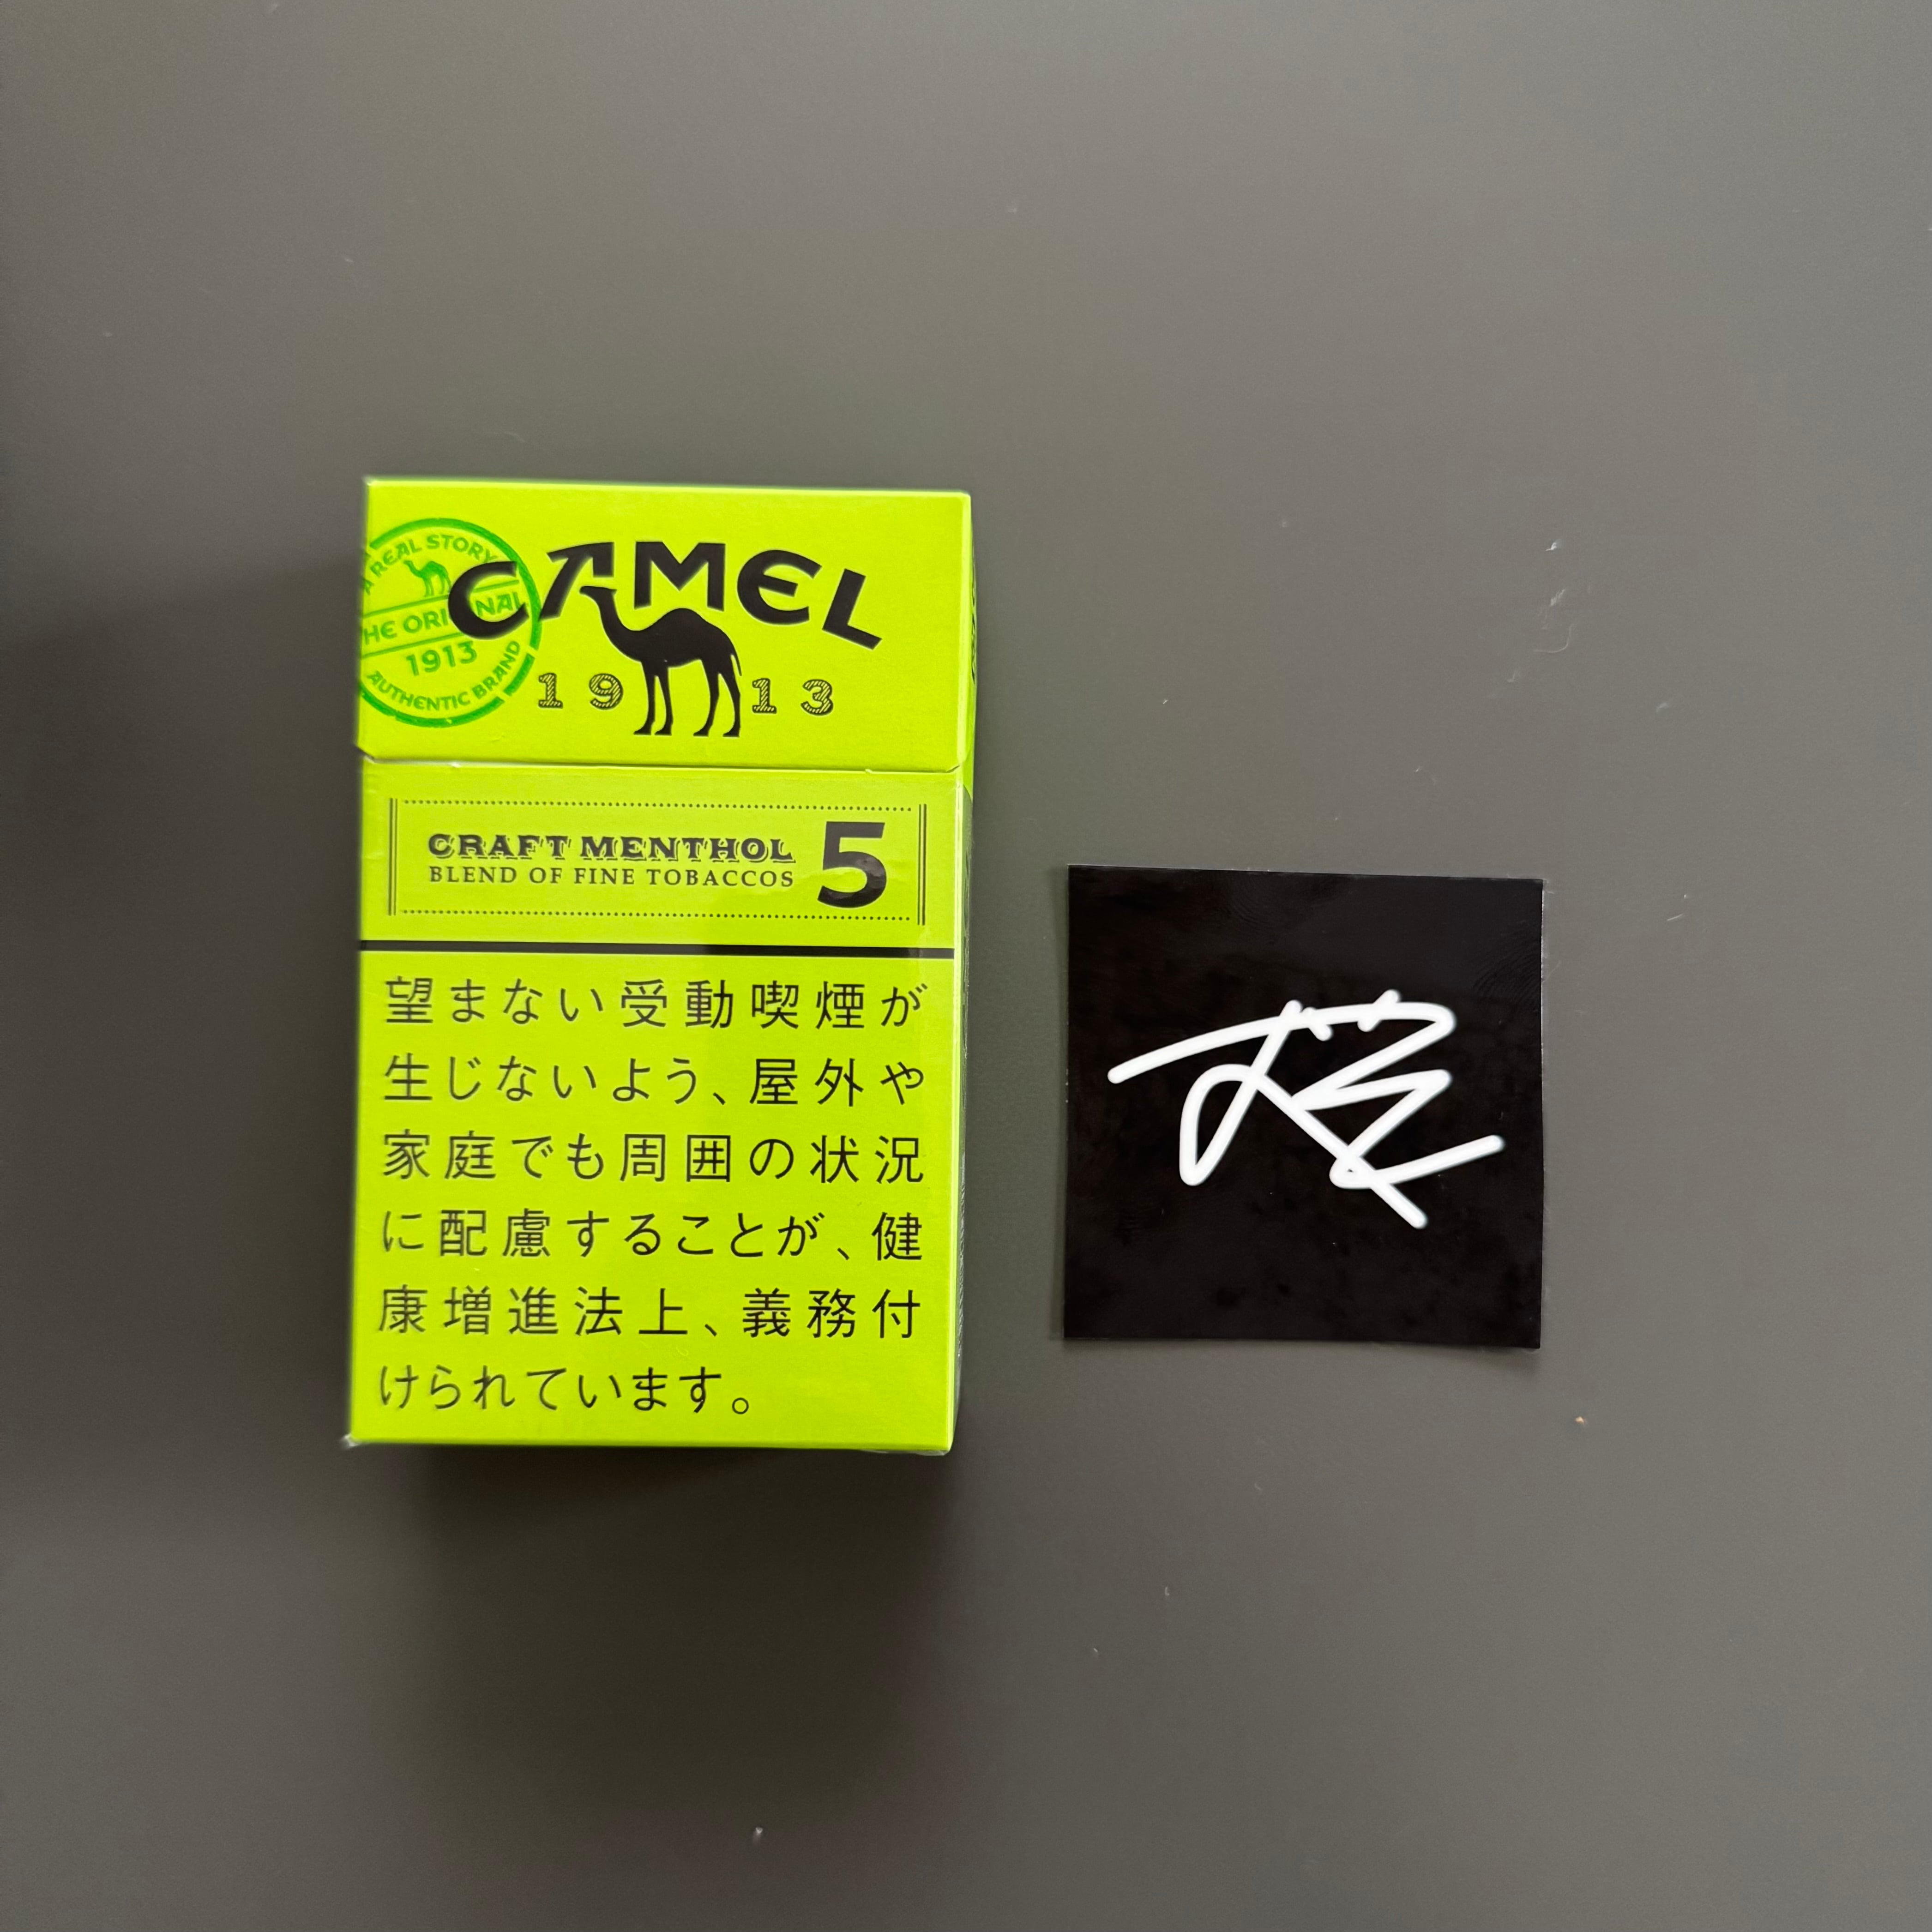 A REAL STORY
THE ORIGINAL
1913
AUTHENTIC BRAND
CAMEL
1913
CRAFT MENTHOL
BLEND OF FINE TOBACCOS
5
望まない受動喫煙が
生じないよう、屋外や
家庭でも周囲の状況
に配慮することが、健
康増進法上、義務付
けられています。